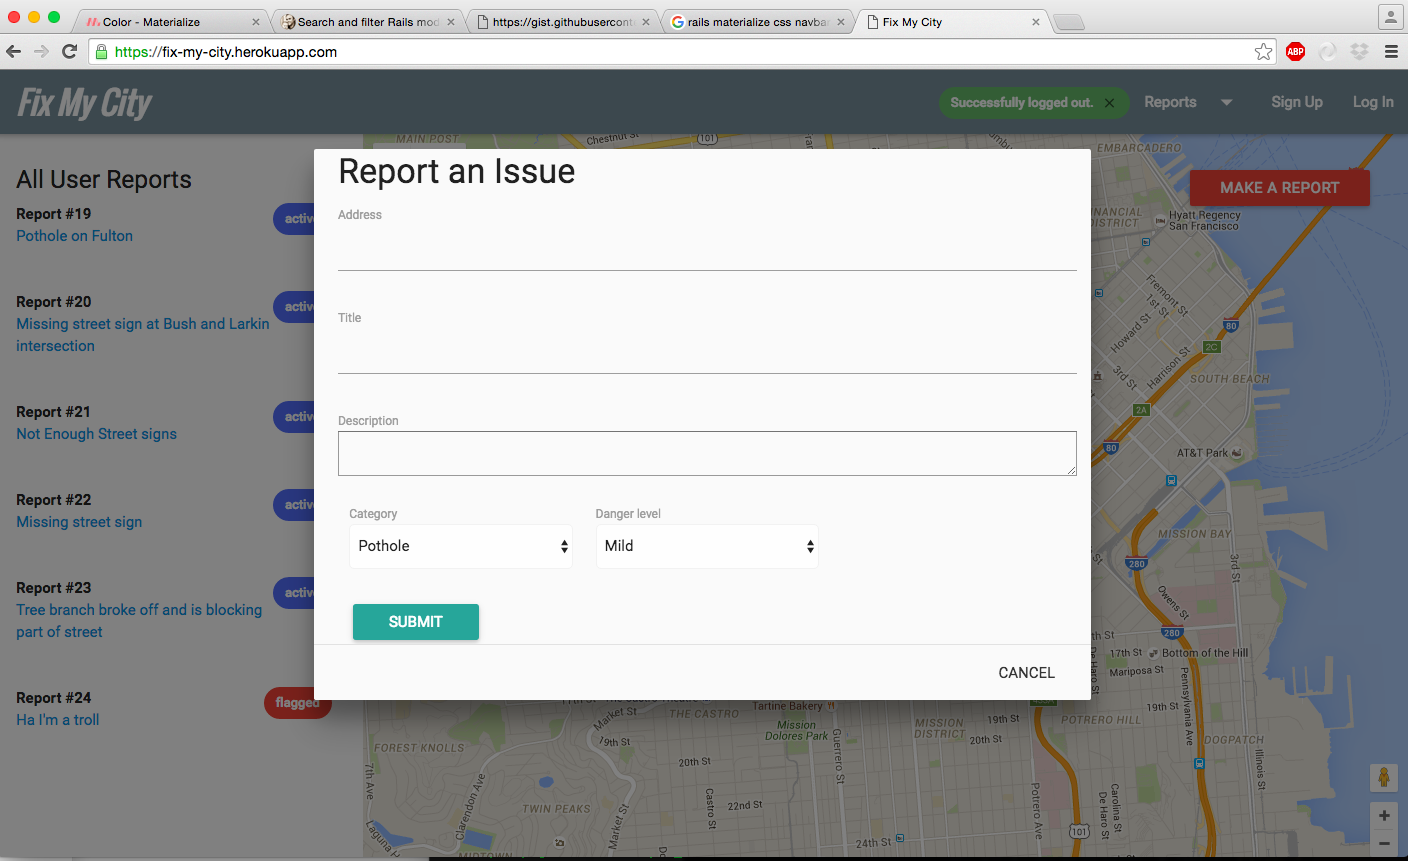 Color - Materialize
Search and filter Rails mod
https://gist.githubusercont
rails materialize css navba
Fix My City
https://fix-my-city.herokuapp.com
ABP
Fix My City
Successfully logged out. ×
Reports
Sign Up
Log In
All User Reports
Report #19
active
Pothole on Fulton
Report #20
active
Missing street sign at Bush and Larkin
intersection
Report #21
active
Not Enough Street signs
Report #22
active
Missing street sign
Report #23
active
Tree branch broke off and is blocking
part of street
Report #24
flagged
Ha I'm a troll
Report an Issue
Address
Title
Description
Category
Danger level
Pothole
Mild
SUBMIT
CANCEL
MAKE A REPORT
MAIN POST
Chestnut St
101
EMBARCADERO
FINANCIAL
DISTRICT
Hyatt Regency
San Francisco
Fremont St
1st St
Howard St
Harrison St
80
2C
3rd St
SOUTH BEACH
2A
80
AT&T Park
MISSION BAY
280
3rd St
Owens St
280
17th St
Bottom of the Hill
Mariposa St
De Haro St
Pennsylvania Ave
19th St
POTRERO HILL
DOGPATCH
Illinois St
THE CASTRO
Tartine Bakery
Market St
19th St
Mission
Dolores Park
MISSION
DISTRICT
19th St
20th St
Guerrero St
FOREST KNOLLS
7th Ave
Clarendon Ave
20th St
TWIN PEAKS
Market St
Castro St
22nd St
Potrero Ave
Carolina St
De Haro St
101
24th St
Laguna H
MIDTOWN
+
−